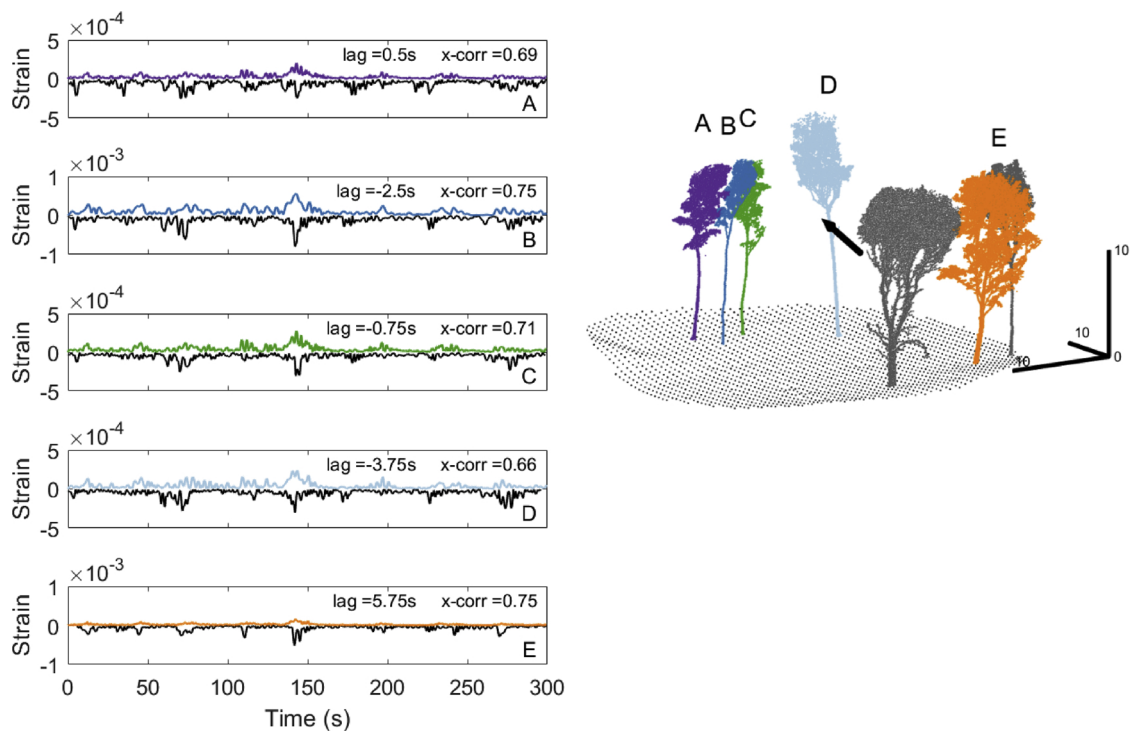 ×10⁻⁴
5
0
-5
Strain
lag =0.5s x-corr =0.69
A
×10⁻³
1
0
-1
Strain
lag =-2.5s x-corr =0.75
B
×10⁻⁴
5
0
-5
Strain
lag =-0.75s x-corr =0.71
C
×10⁻⁴
5
0
-5
Strain
lag =-3.75s x-corr =0.66
D
×10⁻³
1
0
-1
Strain
lag =5.75s x-corr =0.75
E
0 50 100 150 200 250 300
Time (s)
A B C D E
10
10
10
0